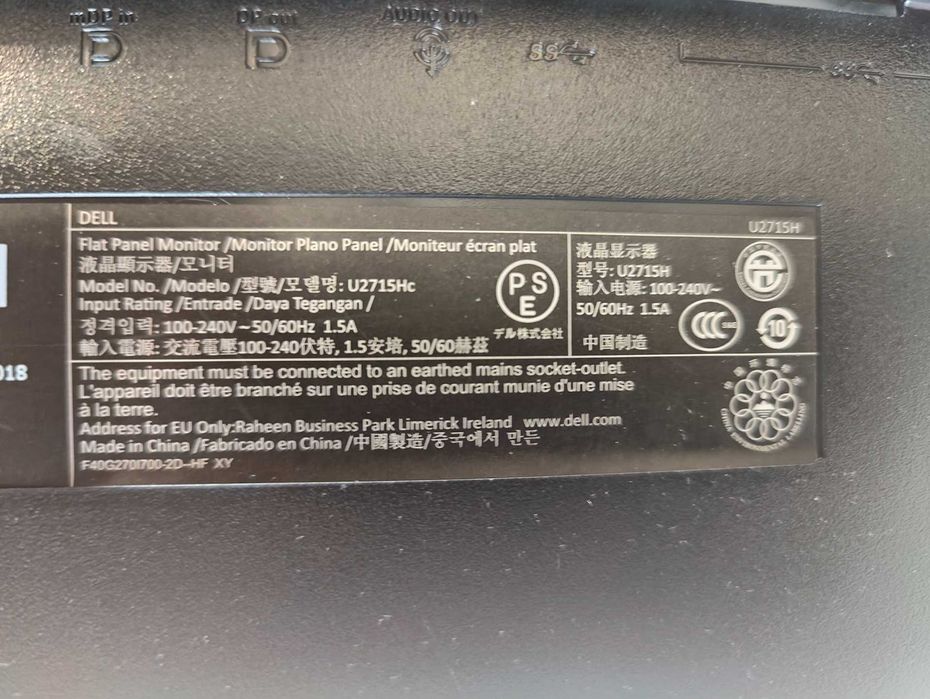 mDP in
DP out
AUDIO OUT
SS
DELL
U2715H
Flat Panel Monitor /Monitor Plano Panel /Moniteur écran plat
液晶顯示器/모니터
Model No. /Modelo /型號/모델명: U2715Hc
Input Rating /Entrade /Daya Tegangan /
정격입력: 100-240V~50/60Hz 1.5A
輸入電源: 交流電壓100-240伏特, 1.5安培, 50/60赫茲
PSE
デル株式会社
液晶显示器
型号: U2715H
输入电源: 100-240V~
50/60Hz 1.5A
中国制造
CCC S&E
10
018
The equipment must be connected to an earthed mains socket-outlet.
L'appareil doit être branché sur une prise de courant munie d'une mise
à la terre.
Address for EU Only:Raheen Business Park Limerick Ireland www.dell.com
Made in China /Fabricado en China /中國製造/중국에서 만든
F40G270I700-2D--HF XY
CHINA ENVIRONMENTAL LABELLING